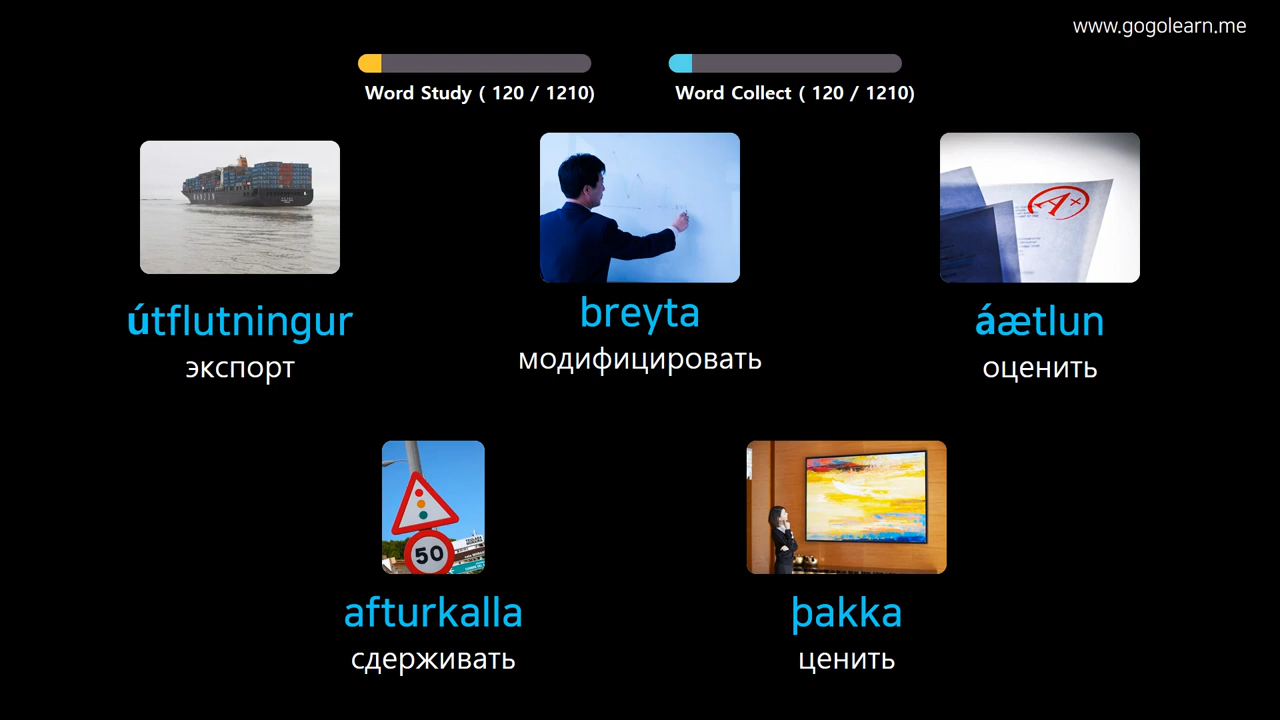 www.gogolearn.me
Word Study ( 120 / 1210)
Word Collect ( 120 / 1210)
útflutningur
экспорт
breyta
модифицировать
áætlun
оценить
A+
50
afturkalla
сдерживать
þakka
ценить